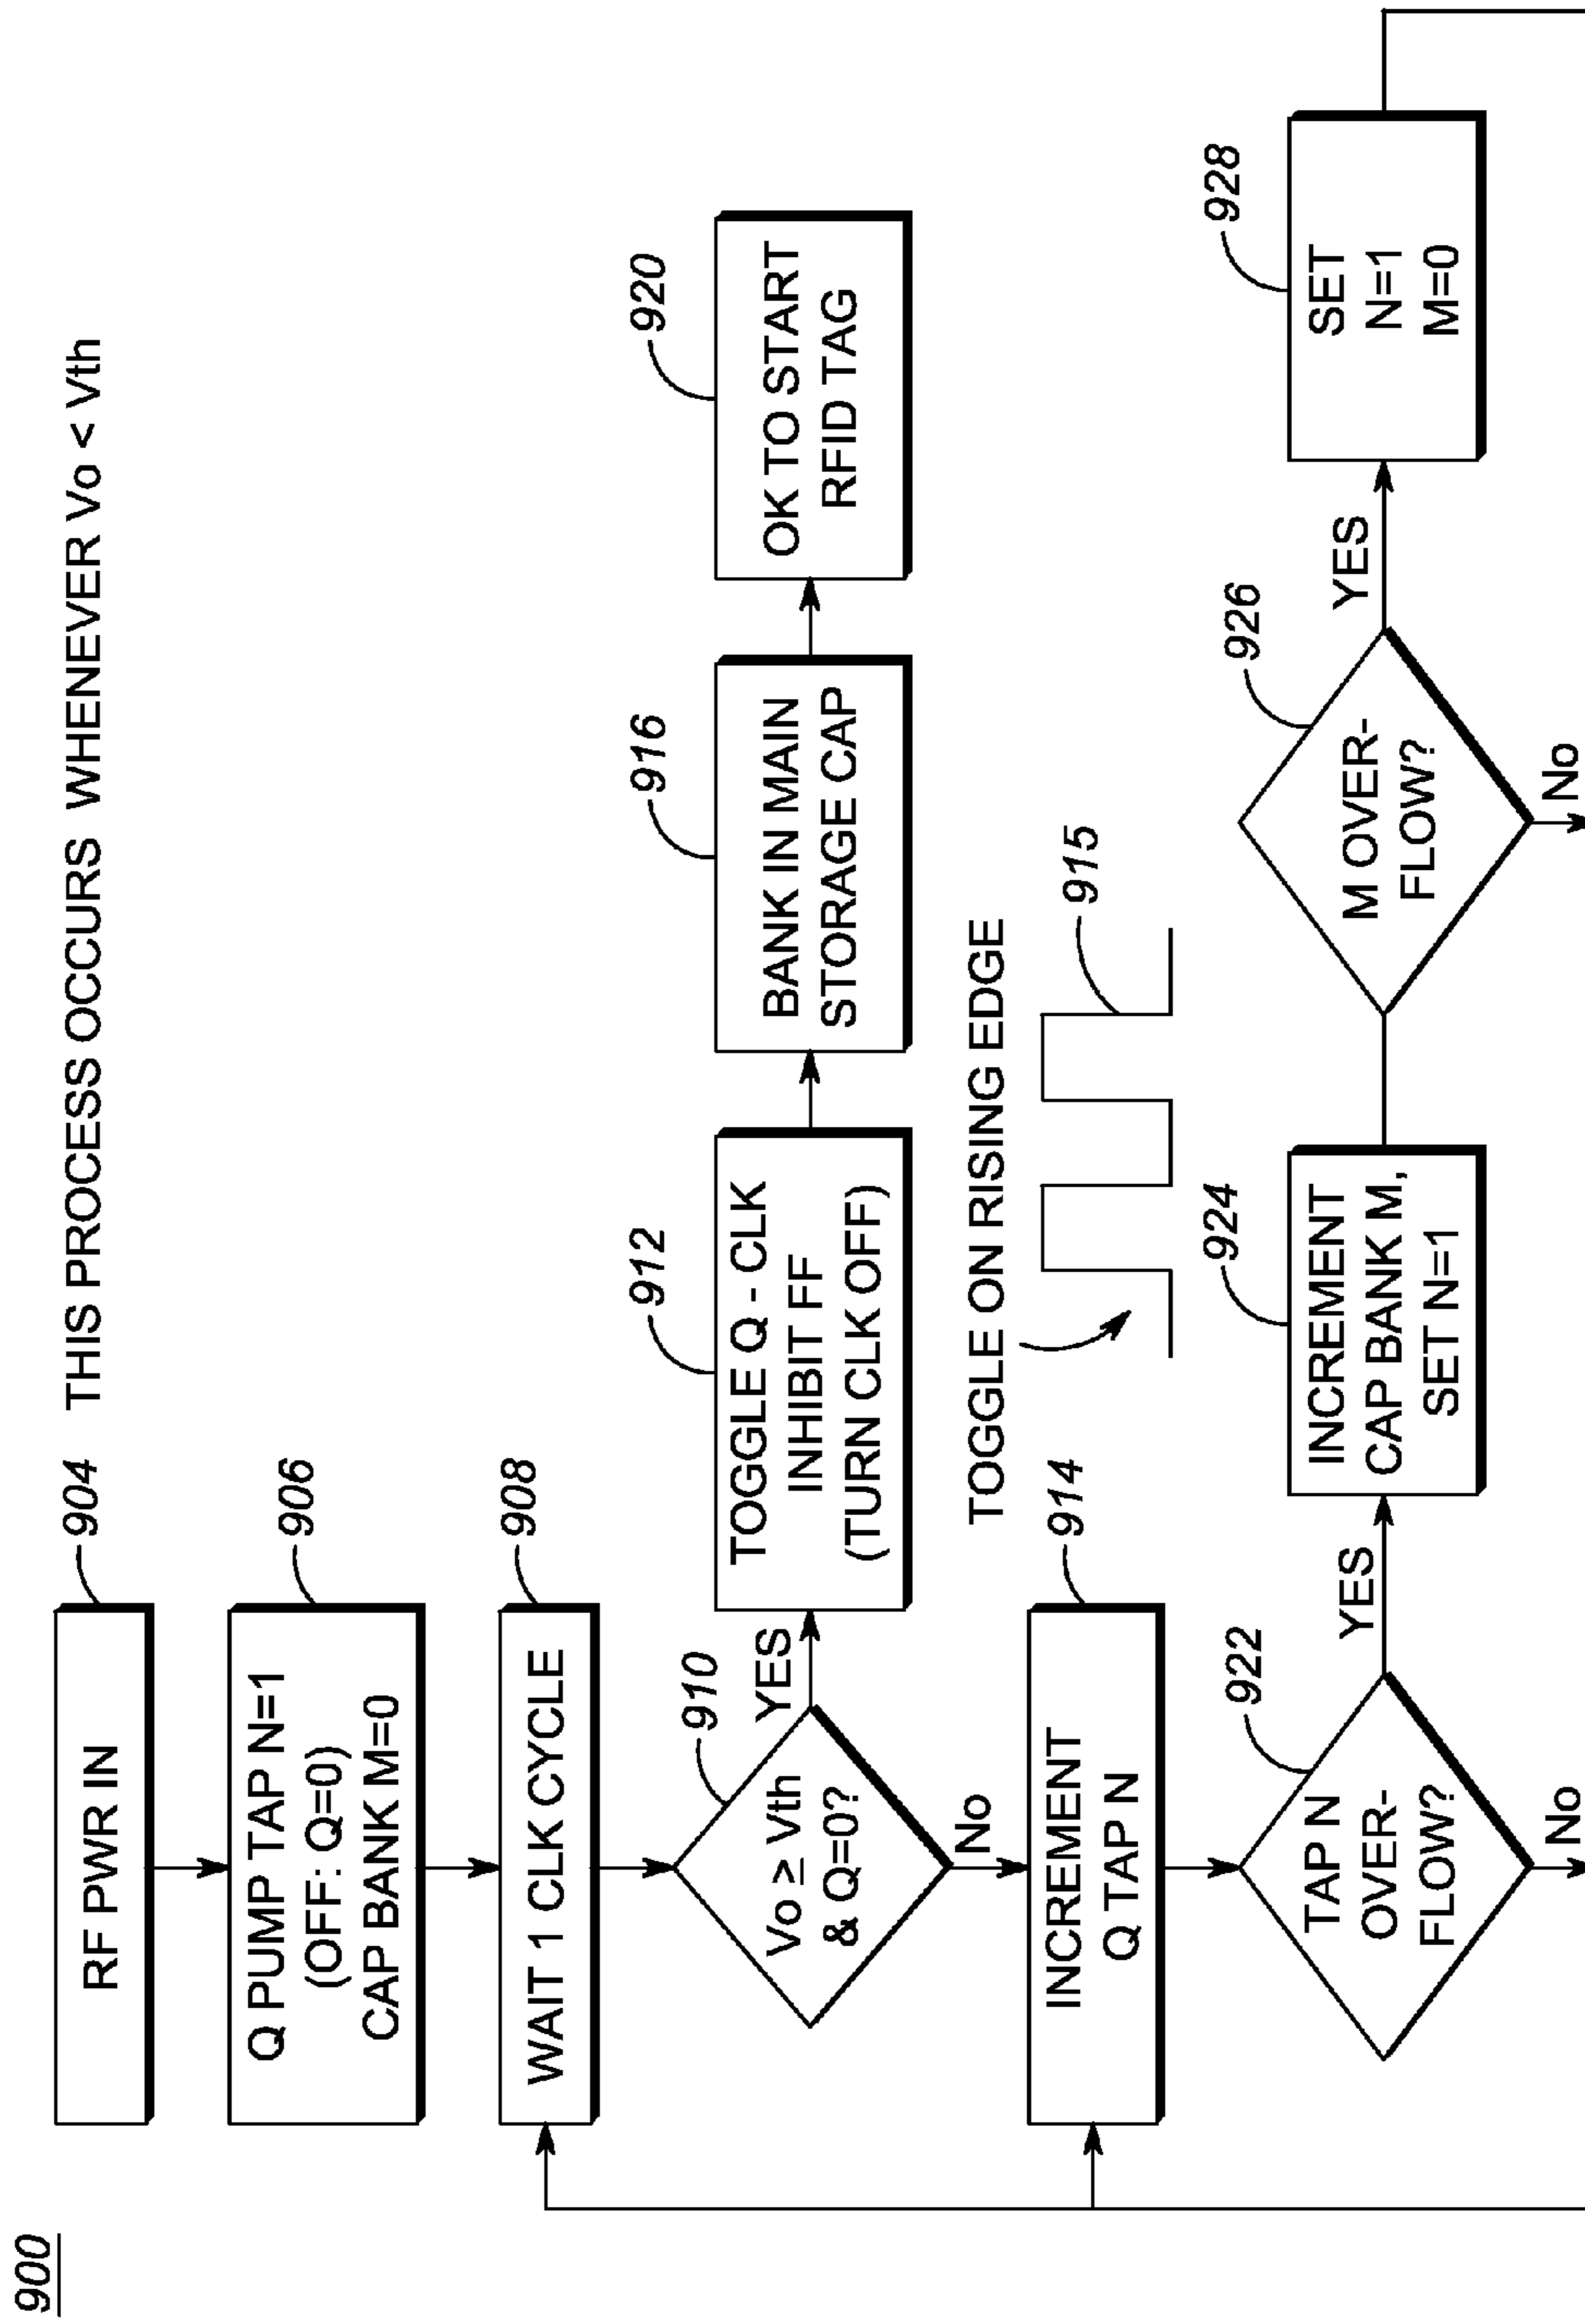 900
904
THIS PROCESS OCCURS WHENEVER Vo < Vth
RF PWR IN
906
Q PUMP TAP N=1
(OFF: Q=0)
CAP BANK M=0
908
WAIT 1 CLK CYCLE
910
Vo ≥ Vth
& Q=0?
YES
No
912
TOGGLE Q - CLK
INHIBIT FF
(TURN CLK OFF)
916
BANK IN MAIN
STORAGE CAP
920
OK TO START
RFID TAG
914
INCREMENT
Q TAP N
TOGGLE ON RISING EDGE
915
922
TAP N
OVER-
FLOW?
YES
No
924
INCREMENT
CAP BANK M,
SET N=1
926
M OVER-
FLOW?
YES
No
928
SET
N=1
M=0